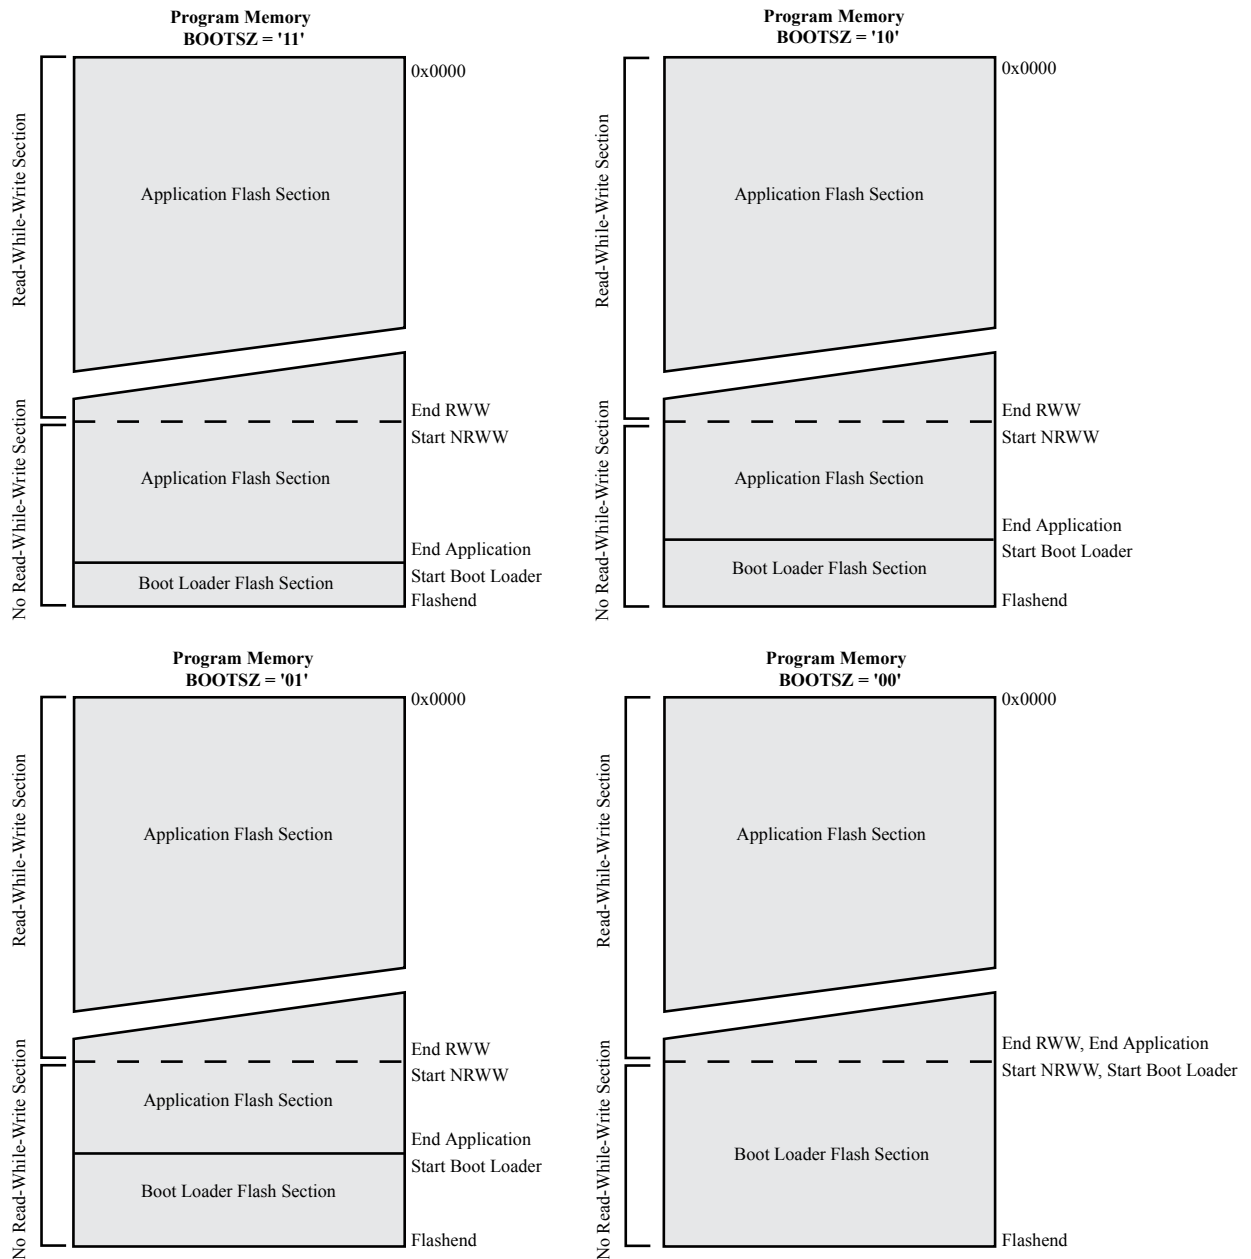 Program Memory
BOOTSZ = '11'
0x0000
Read-While-Write Section
Application Flash Section
End RWW
Start NRWW
No Read-While-Write Section
Application Flash Section
End Application
Start Boot Loader
Boot Loader Flash Section
Flashend
Program Memory
BOOTSZ = '10'
0x0000
Read-While-Write Section
Application Flash Section
End RWW
Start NRWW
No Read-While-Write Section
Application Flash Section
End Application
Start Boot Loader
Boot Loader Flash Section
Flashend
Program Memory
BOOTSZ = '01'
0x0000
Read-While-Write Section
Application Flash Section
End RWW
Start NRWW
No Read-While-Write Section
Application Flash Section
End Application
Start Boot Loader
Boot Loader Flash Section
Flashend
Program Memory
BOOTSZ = '00'
0x0000
Read-While-Write Section
Application Flash Section
End RWW, End Application
Start NRWW, Start Boot Loader
No Read-While-Write Section
Boot Loader Flash Section
Flashend